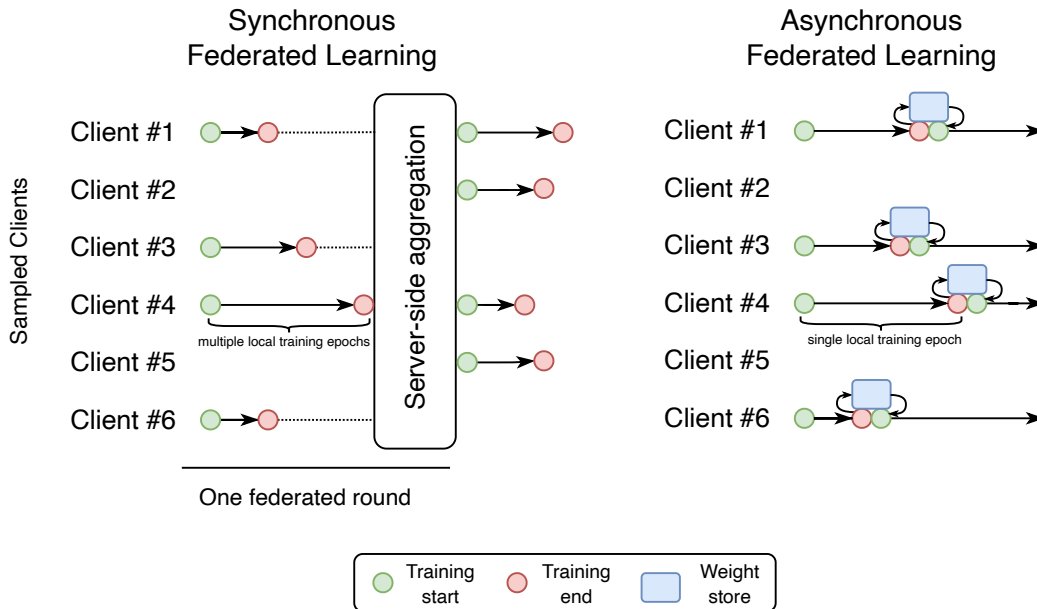 Synchronous
Federated Learning
Sampled Clients
Client #1
Client #2
Client #3
Client #4
multiple local training epochs
Client #5
Client #6
Server-side aggregation
One federated round
Asynchronous
Federated Learning
Client #1
Client #2
Client #3
Client #4
single local training epoch
Client #5
Client #6
Training
start
Training
end
Weight
store